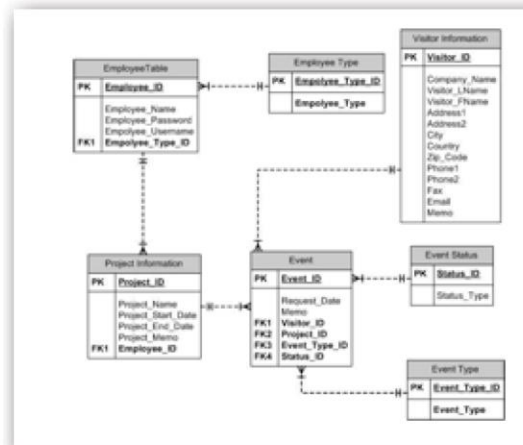 EmployeeTable
PK Employee_ID
Employee_Name
Employee_Password
Empolyee_Username
FK1 Empolyee_Type_ID
Employee Type
PK Empolyee_Type_ID
Empolyee_Type
Visitor Information
PK Visitor_ID
Company_Name
Visitor_LName
Visitor_FName
Address1
Address2
City
Country
Zip_Code
Phone1
Phone2
Fax
Email
Memo
Project Information
PK Project_ID
Project_Name
Project_Start_Date
Project_End_Date
Project_Memo
FK1 Employee_ID
Event
PK Event_ID
Request_Date
Memo
FK1 Visitor_ID
FK2 Project_ID
FK3 Event_Type_ID
FK4 Status_ID
Event Status
PK Status_ID
Status_Type
Event Type
PK Event_Type_ID
Event_Type